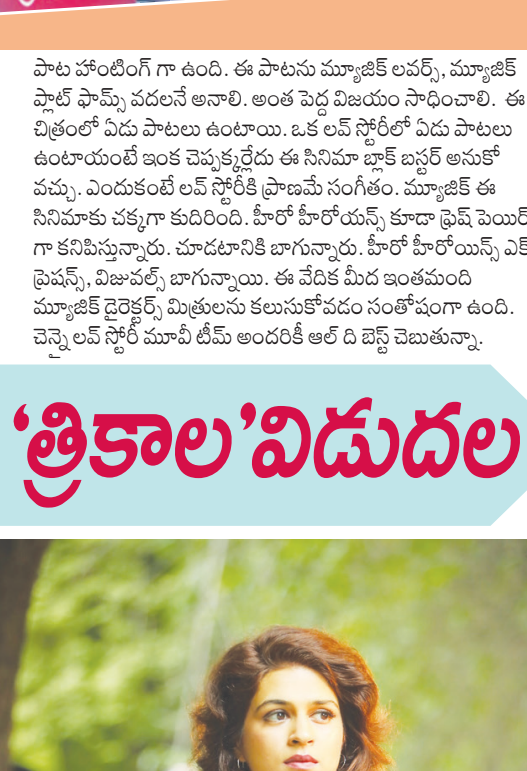 పాట హాంటింగ్ గా ఉంది. ఈ పాటను మ్యూజిక్ లవర్స్, మ్యూజిక్
ప్లాట్ ఫామ్స్ వదలనే అనాలి. అంత పెద్ద విజయం సాధించాలి. ఈ
చిత్రంలో ఏడు పాటలు ఉంటాయి. ఒక లవ్ స్టోరీలో ఏడు పాటలు
ఉంటాయంటే ఇంక చెప్పక్కర్లేదు ఈ సినిమా బ్లాక్ బస్టర్ అనుకో
వచ్చు. ఎందుకంటే లవ్ స్టోరీకి ప్రాణమే సంగీతం. మ్యూజిక్ ఈ
సినిమాకు చక్కగా కుదిరింది. హీరో హీరోయన్స్ కూడా ఫ్రెష్ పెయిర్
గా కనిపిస్తున్నారు. చూడటానికి బాగున్నారు. హీరో హీరోయిన్స్ ఎక్
ప్రెషన్స్, విజువల్స్ బాగున్నాయి. ఈ వేదిక మీద ఇంతమంది
మ్యూజిక్ డైరెక్టర్స్ మిత్రులను కలుసుకోవడం సంతోషంగా ఉంది.
చెన్నై లవ్ స్టోరీ మూవీ టీమ్ అందరికీ ఆల్ ది బెస్ట్ చెబుతున్నా.
‘త్రికాల’విడుదల